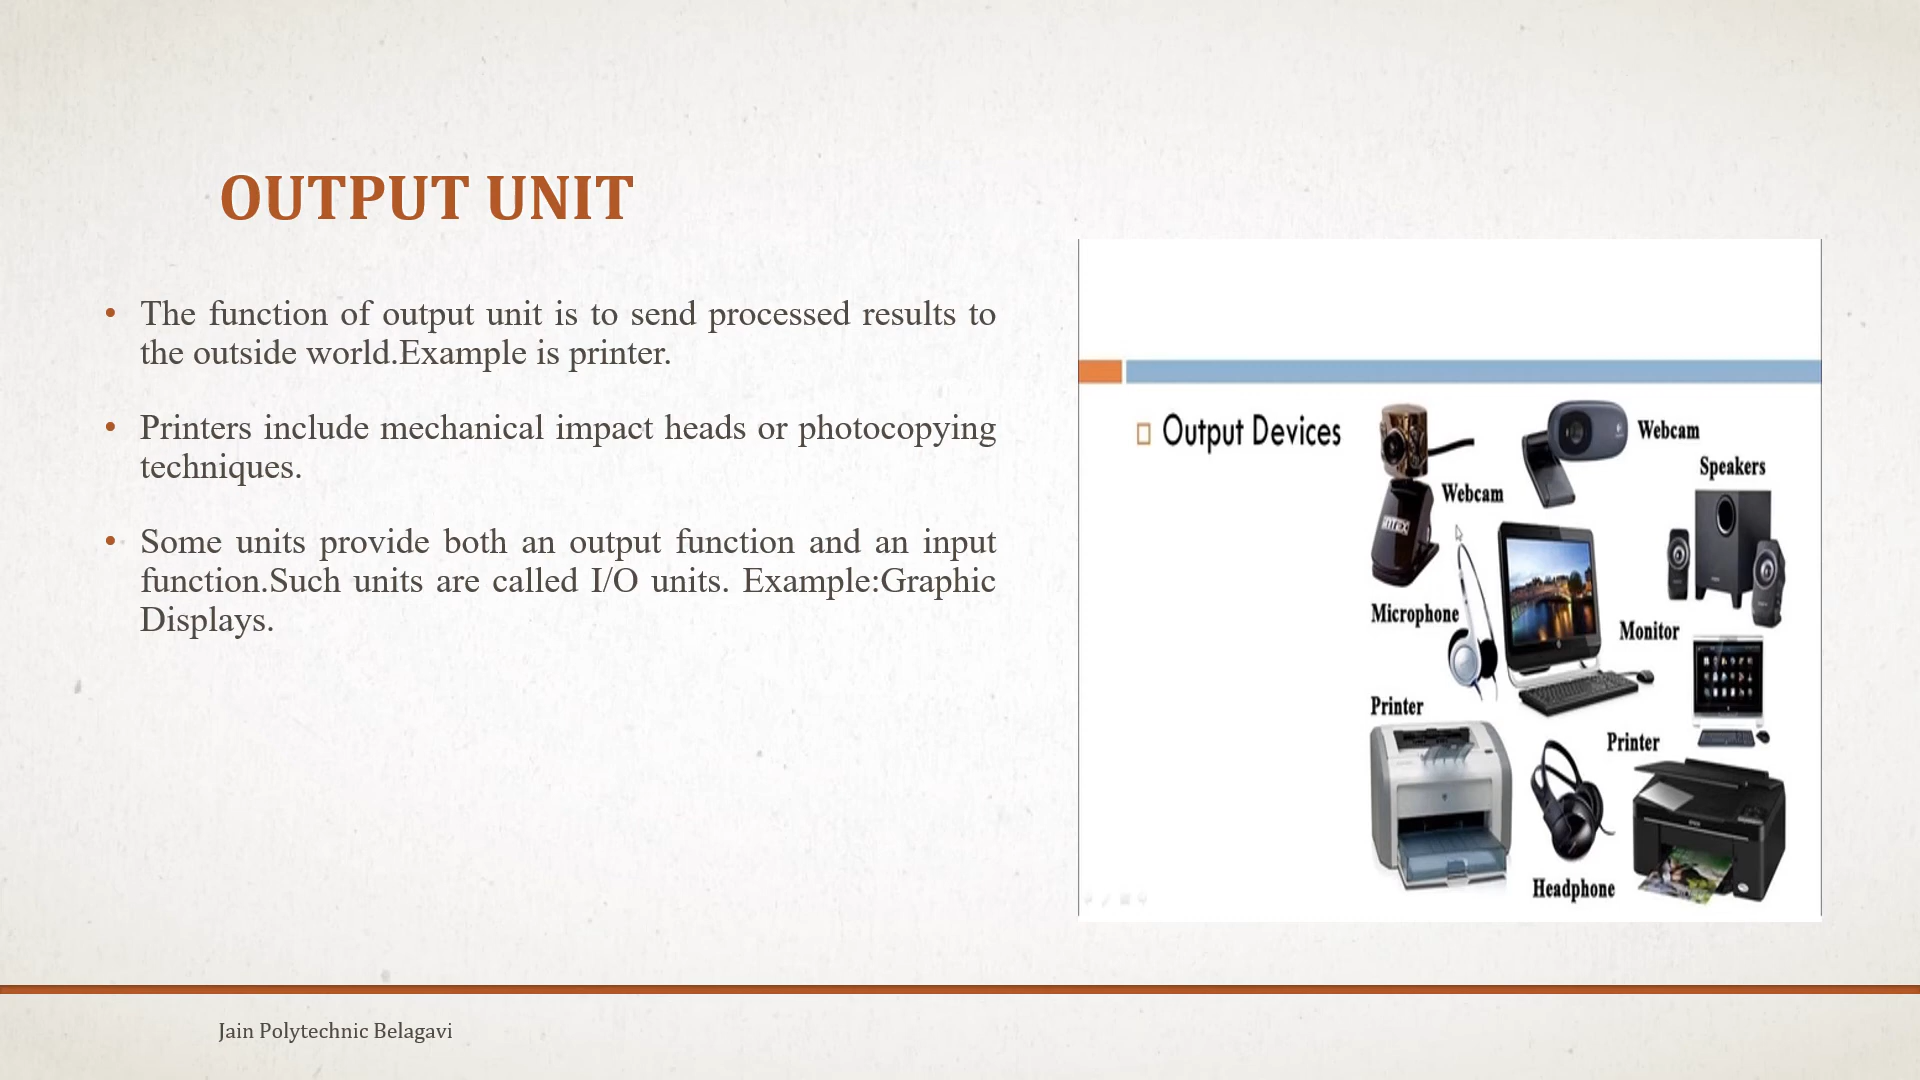 OUTPUT UNIT
• The function of output unit is to send processed results to
the outside world.Example is printer.
• Printers include mechanical impact heads or photocopying
techniques.
• Some units provide both an output function and an input
function.Such units are called I/O units. Example:Graphic
Displays.
Output Devices
Webcam
Speakers
Webcam
Microphone
Monitor
Printer
Printer
Headphone
Jain Polytechnic Belagavi